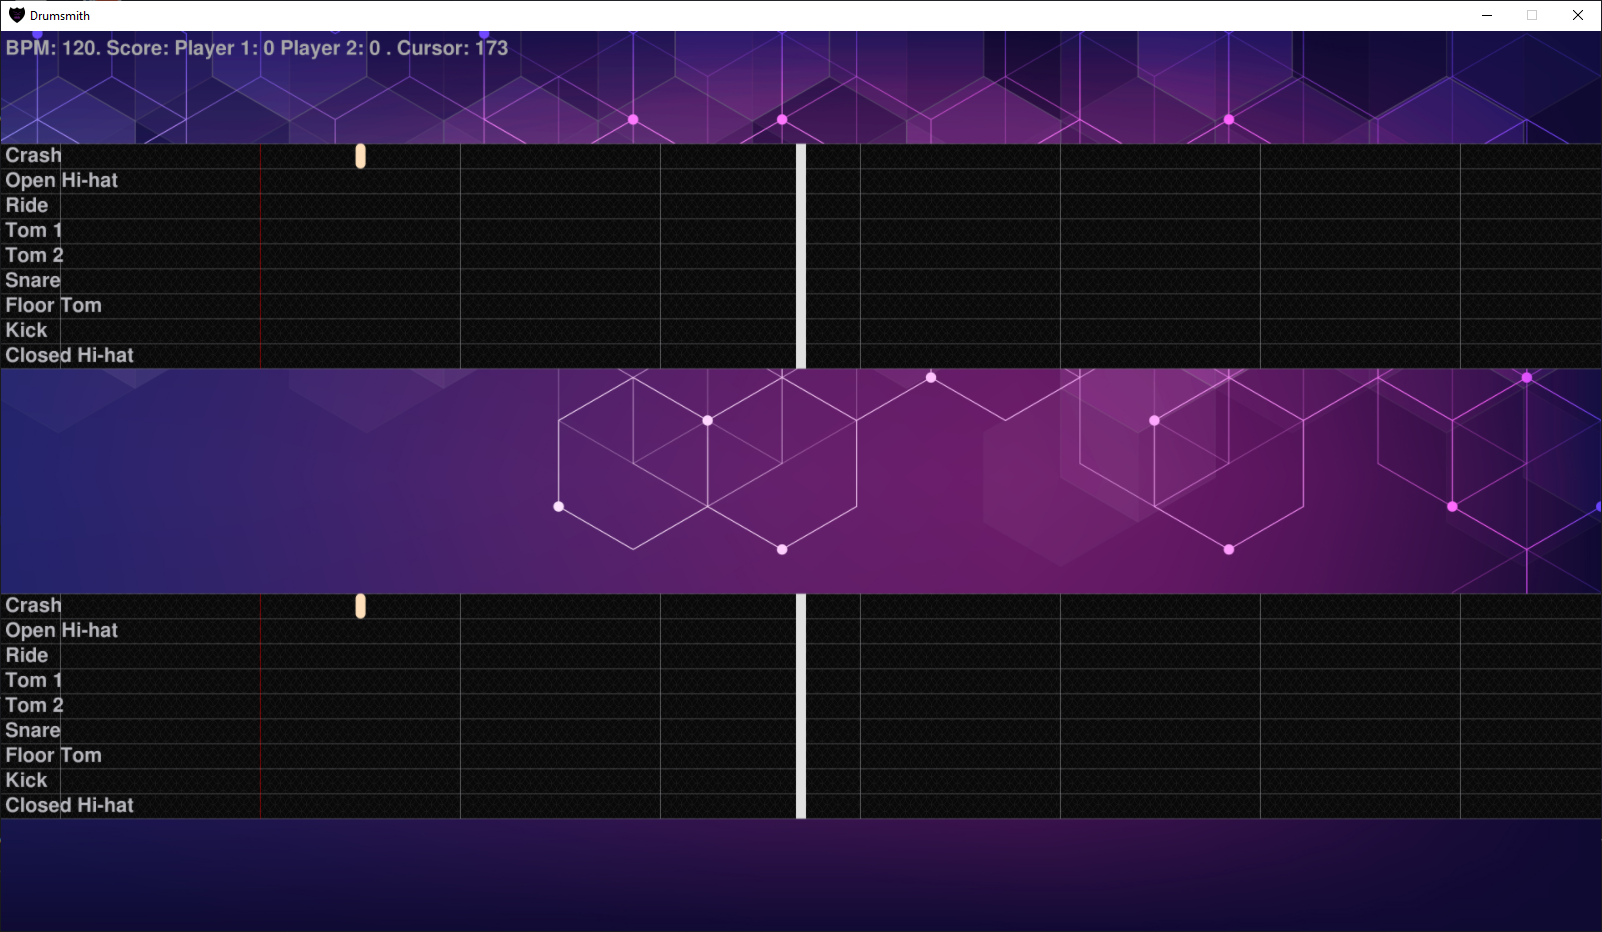 Drumsmith
BPM: 120. Score: Player 1: 0 Player 2: 0 . Cursor: 173
Crash
Open Hi-hat
Ride
Tom 1
Tom 2
Snare
Floor Tom
Kick
Closed Hi-hat
Crash
Open Hi-hat
Ride
Tom 1
Tom 2
Snare
Floor Tom
Kick
Closed Hi-hat